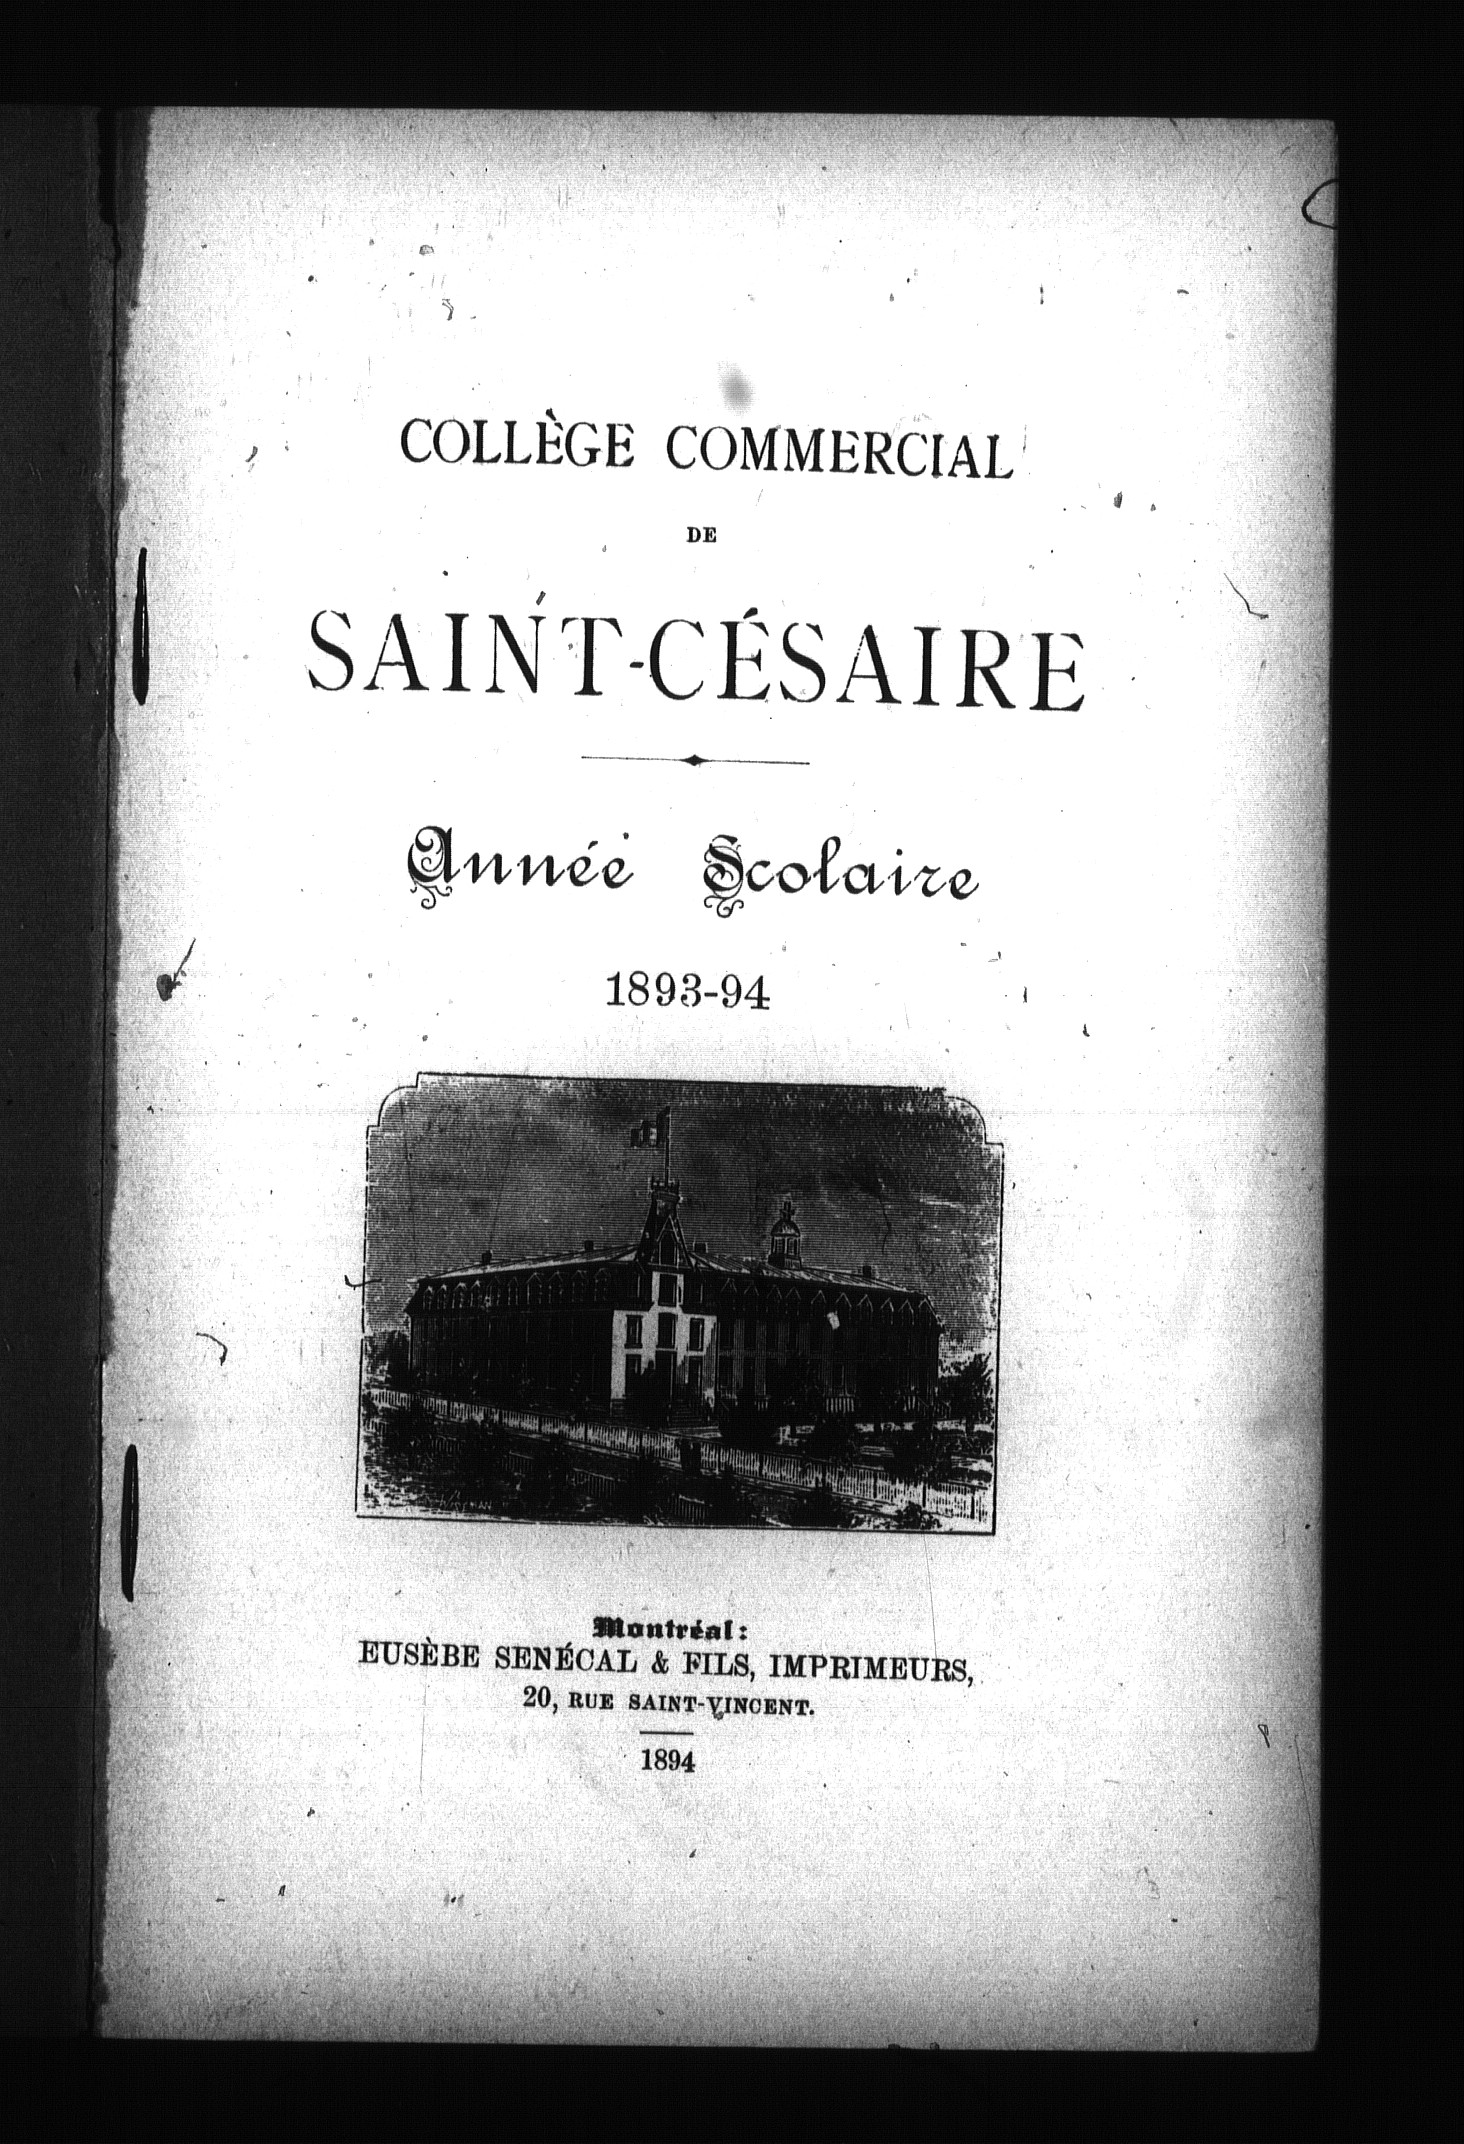 COLLÈGE COMMERCIAL
DE
SAINT-CÉSAIRE
Année Scolaire
1893-94
Montréal:
EUSÈBE SENÉCAL & FILS, IMPRIMEURS,
20, RUE SAINT-VINCENT.
1894